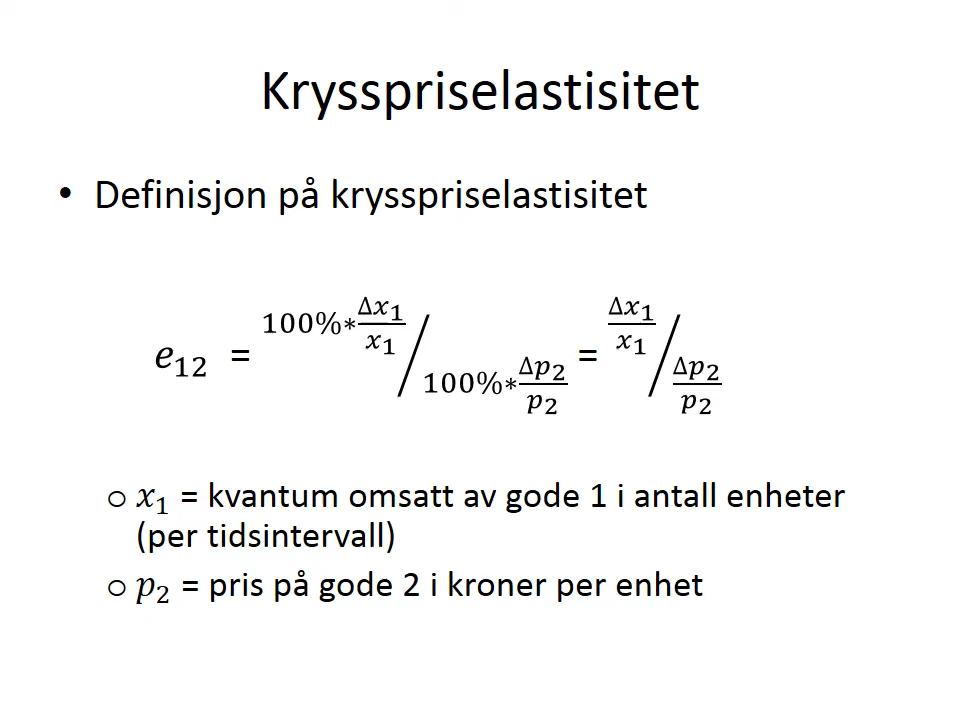 Krysspriselastisitet
• Definisjon på krysspriselastisitet
𝑒₁₂ = 100%*Δ𝑥₁/𝑥₁ / 100%*Δ𝑝₂/𝑝₂ = Δ𝑥₁/𝑥₁ / Δ𝑝₂/𝑝₂
o 𝑥₁ = kvantum omsatt av gode 1 i antall enheter
(per tidsintervall)
o 𝑝₂ = pris på gode 2 i kroner per enhet